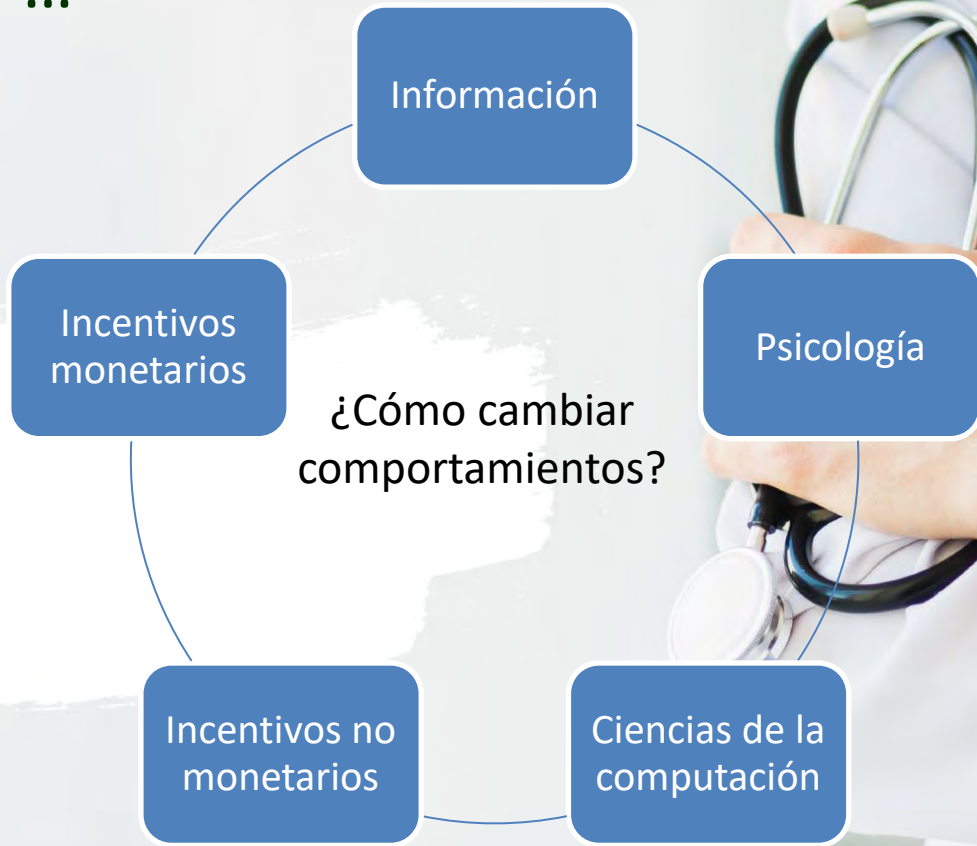 ...
Información
Incentivos
monetarios
Psicología
¿Cómo cambiar
comportamientos?
Incentivos no
monetarios
Ciencias de la
computación